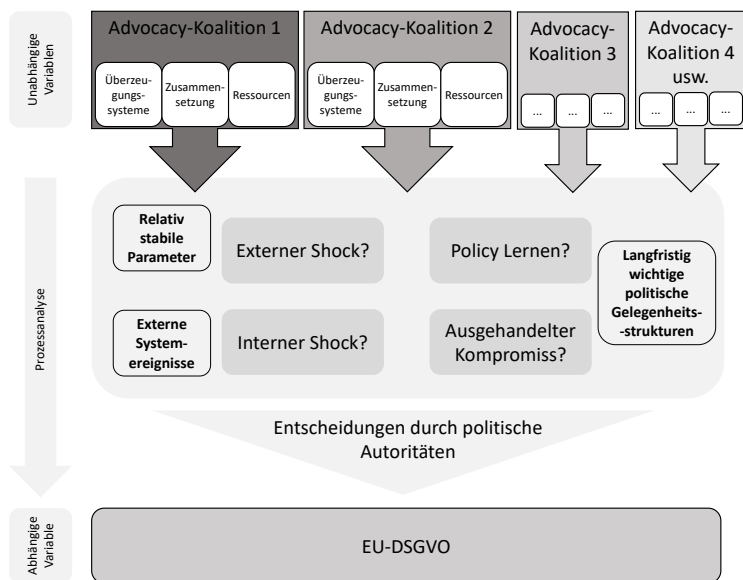 Unabhängige
Variablen
Advocacy-Koalition 1
Überzeu-
gungs-
systeme
Zusammen-
setzung
Ressourcen
Advocacy-Koalition 2
Überzeu-
gungs-
systeme
Zusammen-
setzung
Ressourcen
Advocacy-
Koalition 3
...
...
...
Advocacy-
Koalition 4
usw.
...
...
...
Prozessanalyse
Relativ
stabile
Parameter
Externer Shock?
Policy Lernen?
Langfristig
wichtige
politische
Gelegenheits-
-strukturen
Externe
System-
ereignisse
Interner Shock?
Ausgehandelter
Kompromiss?
Entscheidungen durch politische
Autoritäten
Abhängige
Variable
EU-DSGVO